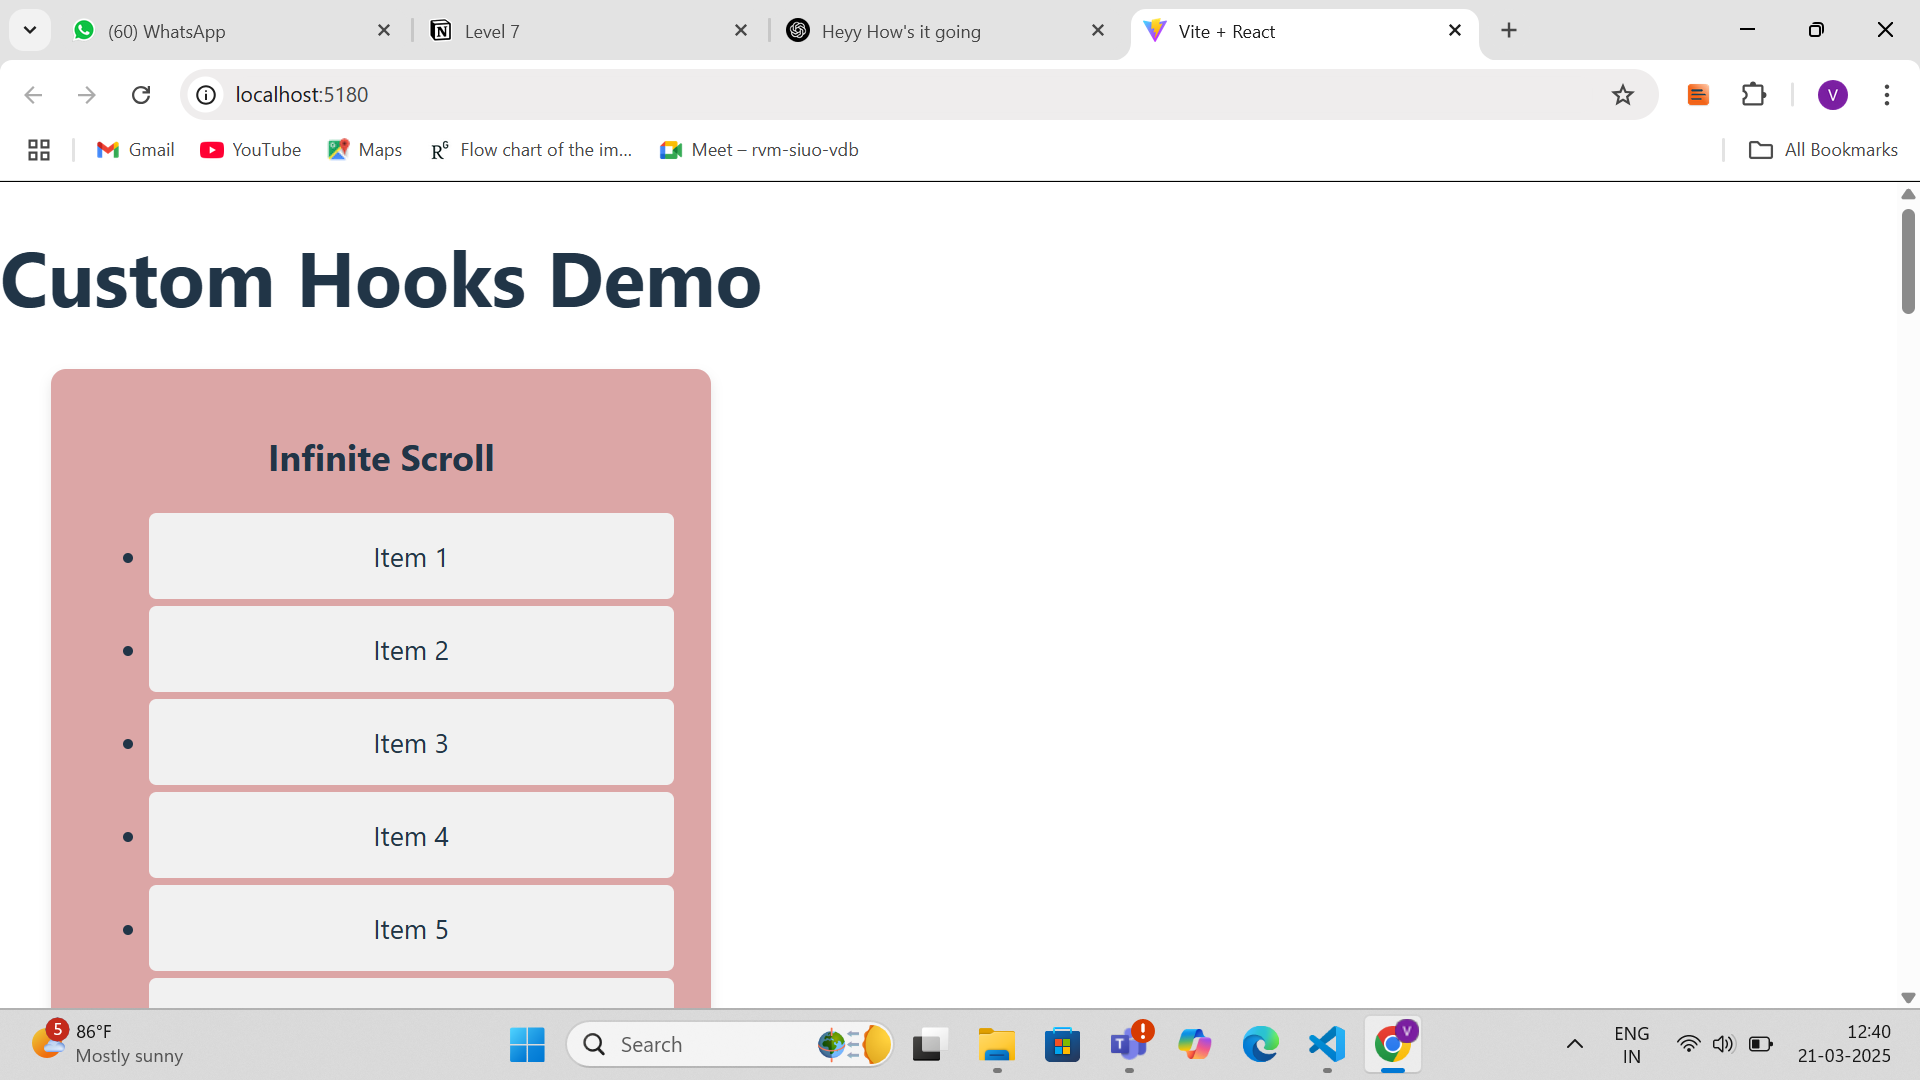 (60) WhatsApp
Level 7
Heyy How's it going
Vite + React
localhost:5180
V
Gmail
YouTube
Maps
RG Flow chart of the im...
Meet – rvm-siuo-vdb
All Bookmarks
Custom Hooks Demo
Infinite Scroll
• Item 1
• Item 2
• Item 3
• Item 4
• Item 5
5
86°F
Mostly sunny
Search
T
V
ENG
IN
12:40
21-03-2025